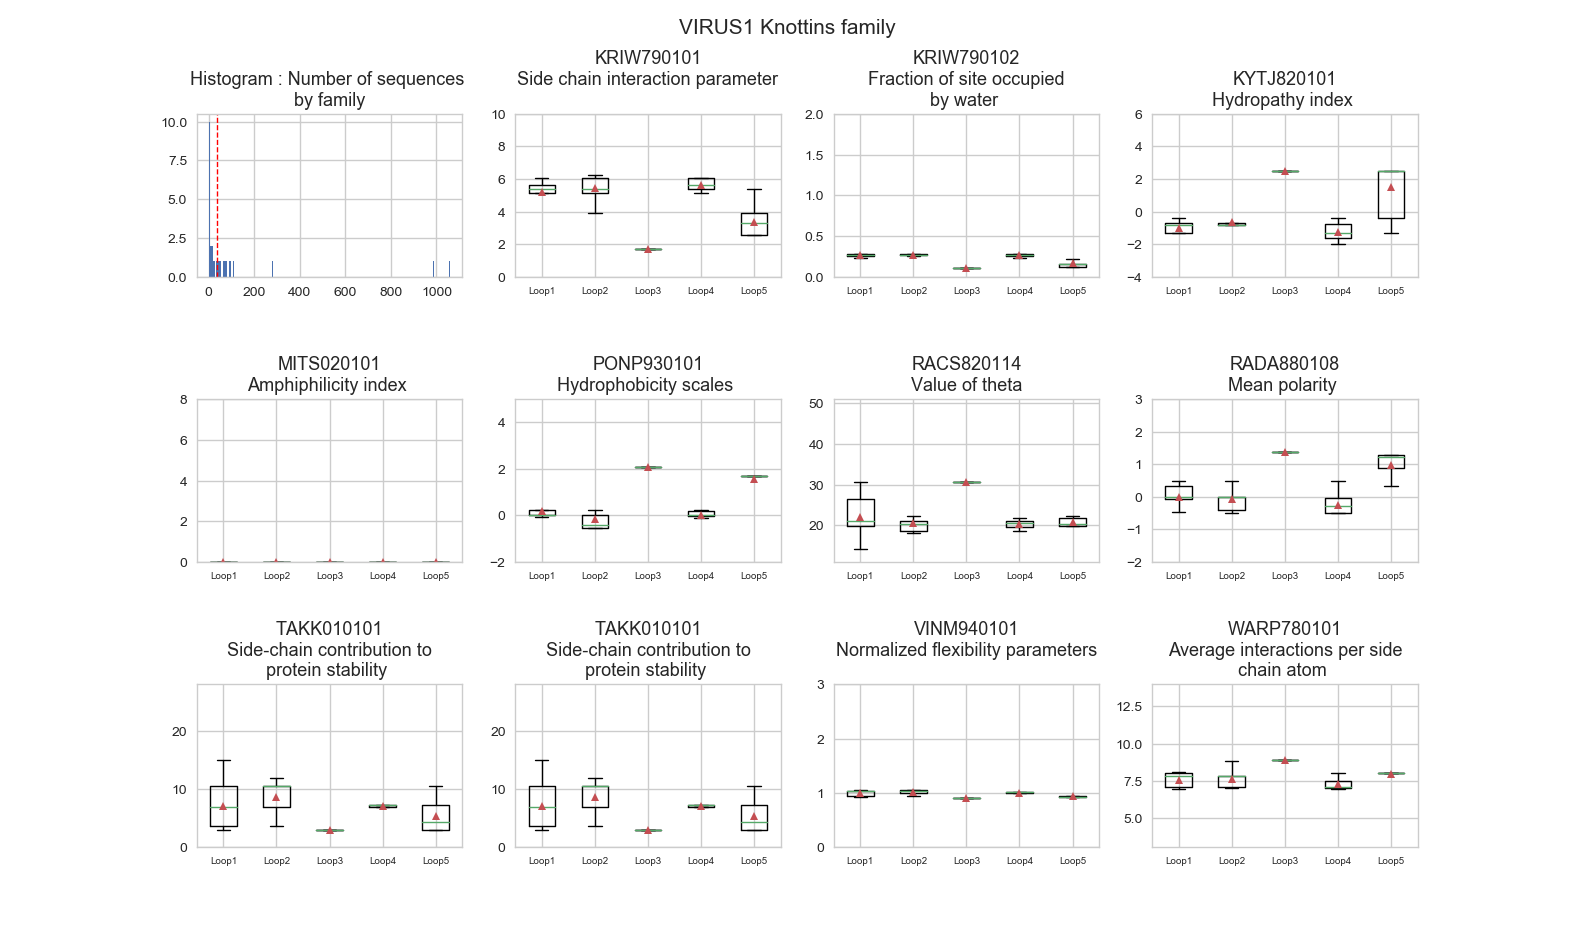 VIRUS1 Knottins family
Histogram : Number of sequences
by family
10.0
7.5
5.0
2.5
0.0
0 200 400 600 800 1000
KRIW790101
Side chain interaction parameter
10
8
6
4
2
0
Loop1 Loop2 Loop3 Loop4 Loop5
KRIW790102
Fraction of site occupied
by water
2.0
1.5
1.0
0.5
0.0
Loop1 Loop2 Loop3 Loop4 Loop5
KYTJ820101
Hydropathy index
6
4
2
0
−2
−4
Loop1 Loop2 Loop3 Loop4 Loop5
MITS020101
Amphiphilicity index
8
6
4
2
0
Loop1 Loop2 Loop3 Loop4 Loop5
PONP930101
Hydrophobicity scales
4
2
0
−2
Loop1 Loop2 Loop3 Loop4 Loop5
RACS820114
Value of theta
50
40
30
20
Loop1 Loop2 Loop3 Loop4 Loop5
RADA880108
Mean polarity
3
2
1
0
−1
−2
Loop1 Loop2 Loop3 Loop4 Loop5
TAKK010101
Side-chain contribution to
protein stability
20
10
0
Loop1 Loop2 Loop3 Loop4 Loop5
TAKK010101
Side-chain contribution to
protein stability
20
10
0
Loop1 Loop2 Loop3 Loop4 Loop5
VINM940101
Normalized flexibility parameters
3
2
1
0
Loop1 Loop2 Loop3 Loop4 Loop5
WARP780101
Average interactions per side
chain atom
12.5
10.0
7.5
5.0
Loop1 Loop2 Loop3 Loop4 Loop5